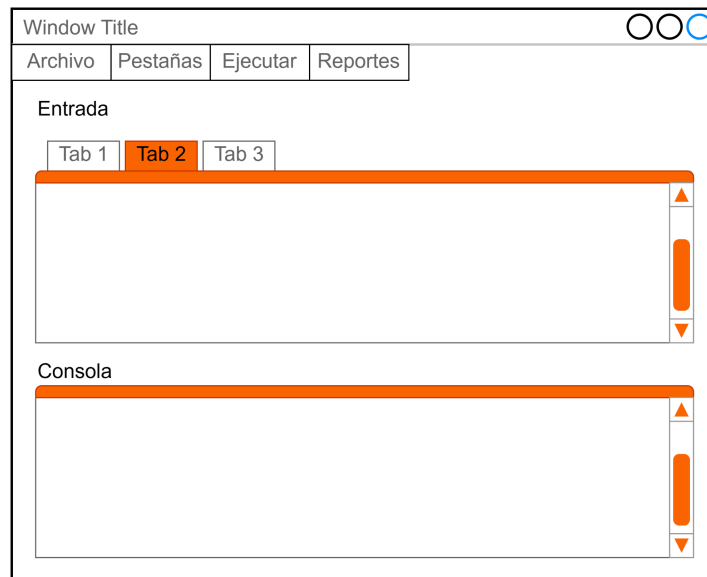 Window Title
Archivo Pestañas Ejecutar Reportes
Entrada
Tab 1 Tab 2 Tab 3
Consola